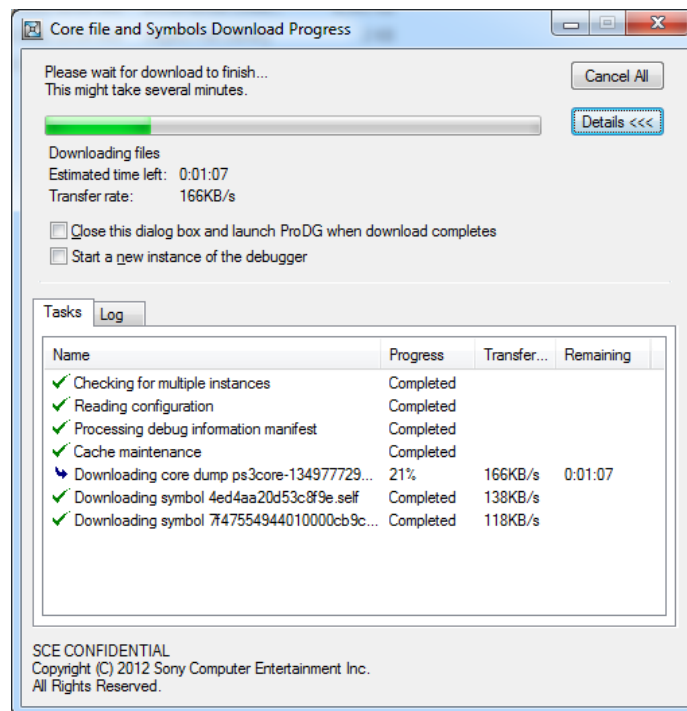 Core file and Symbols Download Progress
Please wait for download to finish...
This might take several minutes.
Cancel All
Details <<<
Downloading files
Estimated time left: 0:01:07
Transfer rate: 166KB/s
Close this dialog box and launch ProDG when download completes
Start a new instance of the debugger
Tasks Log
Name Progress Transfer... Remaining
Checking for multiple instances Completed
Reading configuration Completed
Processing debug information manifest Completed
Cache maintenance Completed
Downloading core dump ps3core-134977729... 21% 166KB/s 0:01:07
Downloading symbol 4ed4aa20d53c8f9e.self Completed 138KB/s
Downloading symbol 7f47554944010000cb9c... Completed 118KB/s
SCE CONFIDENTIAL
Copyright (C) 2012 Sony Computer Entertainment Inc.
All Rights Reserved.